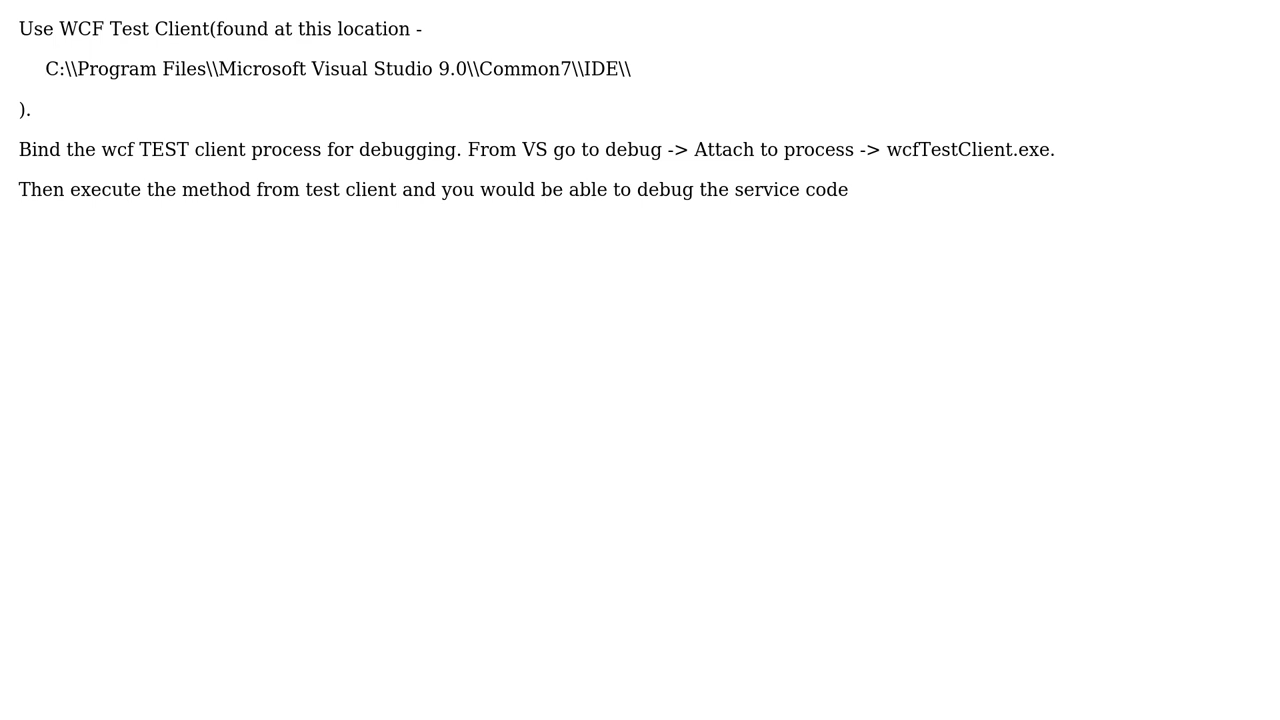 Use WCF Test Client(found at this location -
C:\\Program Files\\Microsoft Visual Studio 9.0\\Common7\\IDE\\
).
Bind the wcf TEST client process for debugging. From VS go to debug -> Attach to process -> wcfTestClient.exe.
Then execute the method from test client and you would be able to debug the service code